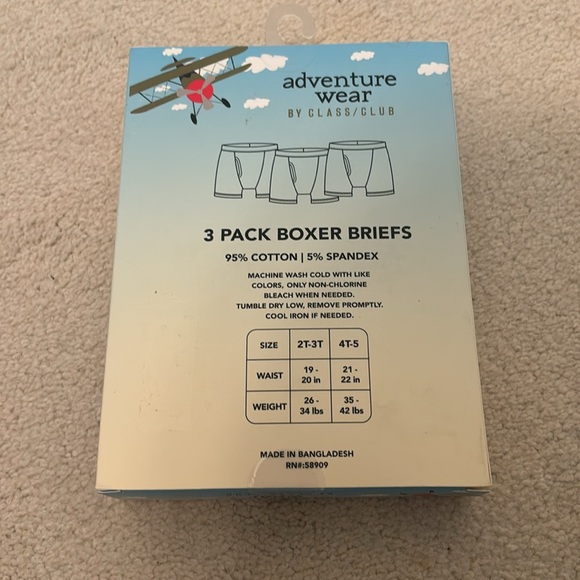 adventure
wear
BY CLASS/CLUB
3 PACK BOXER BRIEFS
95% COTTON | 5% SPANDEX
MACHINE WASH COLD WITH LIKE
COLORS, ONLY NON-CHLORINE
BLEACH WHEN NEEDED.
TUMBLE DRY LOW, REMOVE PROMPTLY.
COOL IRON IF NEEDED.
SIZE 2T-3T 4T-5
WAIST 19 - 20 in 21 - 22 in
WEIGHT 26 - 34 lbs 35 - 42 lbs
MADE IN BANGLADESH
RN#:58909